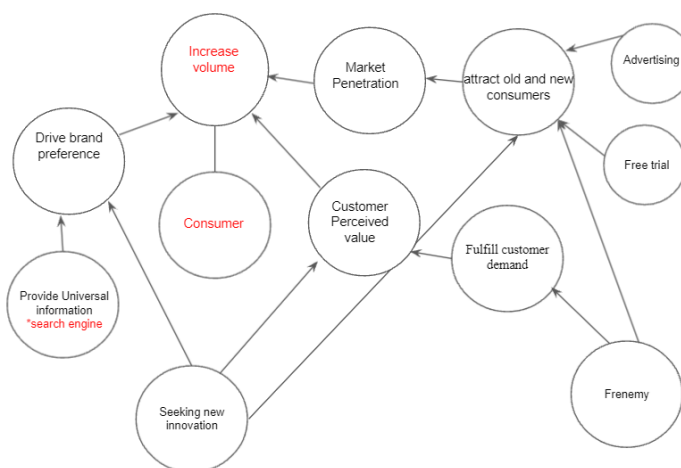 Increase
volume
Market
Penetration
attract old and new
consumers
Advertising
Drive brand
preference
Free trial
Consumer
Customer
Perceived
value
Fulfill customer
demand
Provide Universal
information
*search engine
Seeking new
innovation
Frenemy